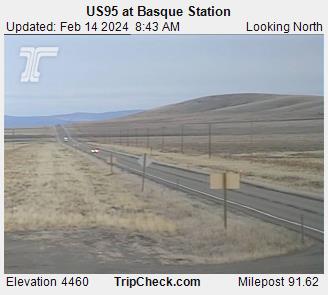 US95 at Basque Station
Updated: Feb 14 2024 8:43 AM Looking North
Elevation 4460 TripCheck.com Milepost 91.62